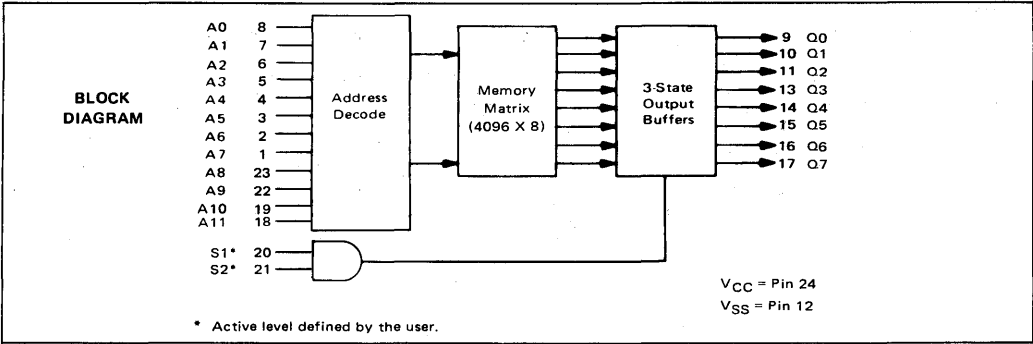 BLOCK
DIAGRAM
A0 8
A1 7
A2 6
A3 5
A4 4
A5 3
A6 2
A7 1
A8 23
A9 22
A10 19
A11 18
S1* 20
S2* 21
Address
Decode
Memory
Matrix
(4096 X 8)
3-State
Output
Buffers
9 Q0
10 Q1
11 Q2
13 Q3
14 Q4
15 Q5
16 Q6
17 Q7
VCC = Pin 24
VSS = Pin 12
* Active level defined by the user.